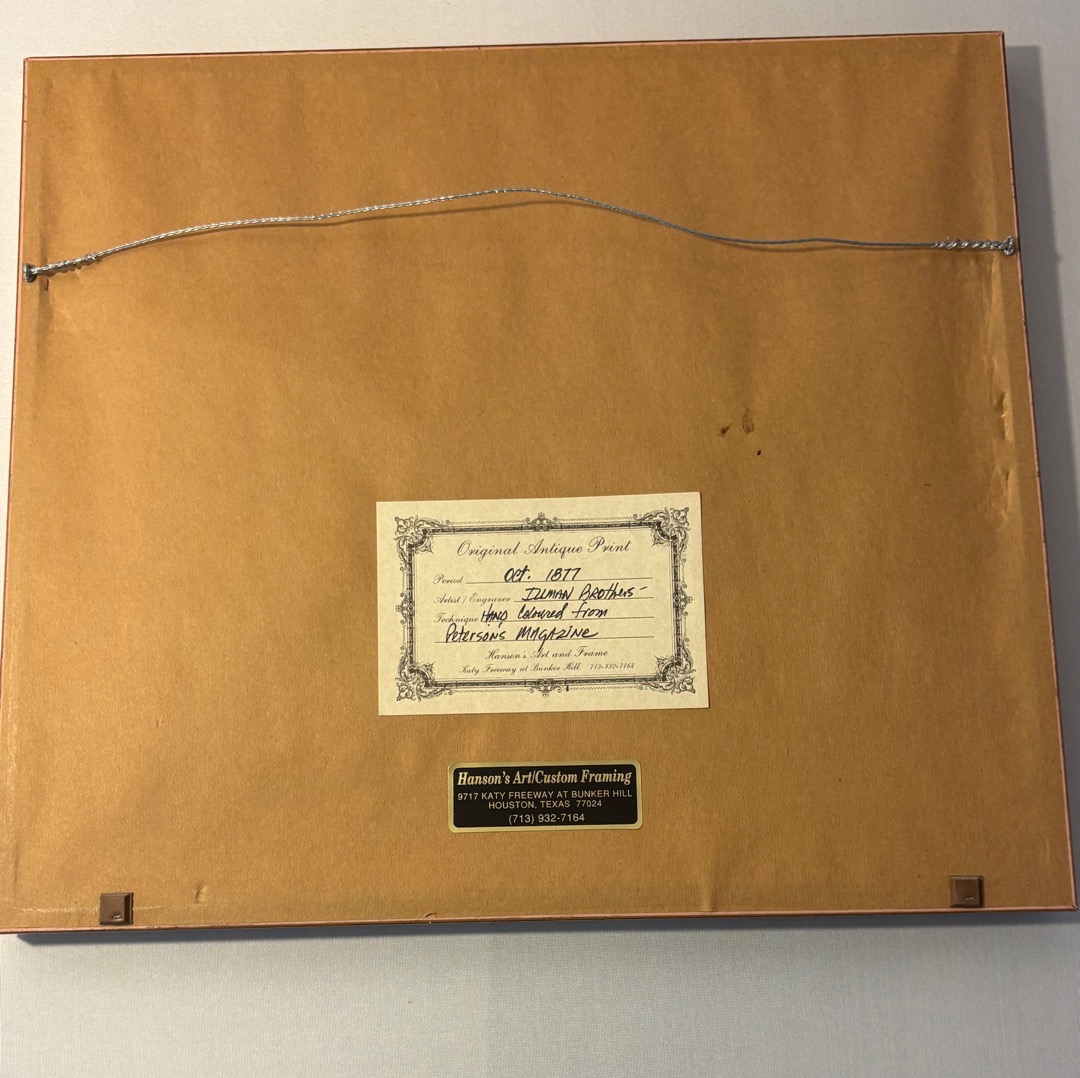 Original Antique Print
Period Oct. 1877
Artist / Engraver ILLMAN BROTHERS -
Technique HAND Coloured from
Peterson's MAGAZINE
Hanson's Art and Frame
Katy Freeway at Bunker Hill 713-932-7164
Hanson's Art/Custom Framing
9717 KATY FREEWAY AT BUNKER HILL
HOUSTON, TEXAS 77024
(713) 932-7164